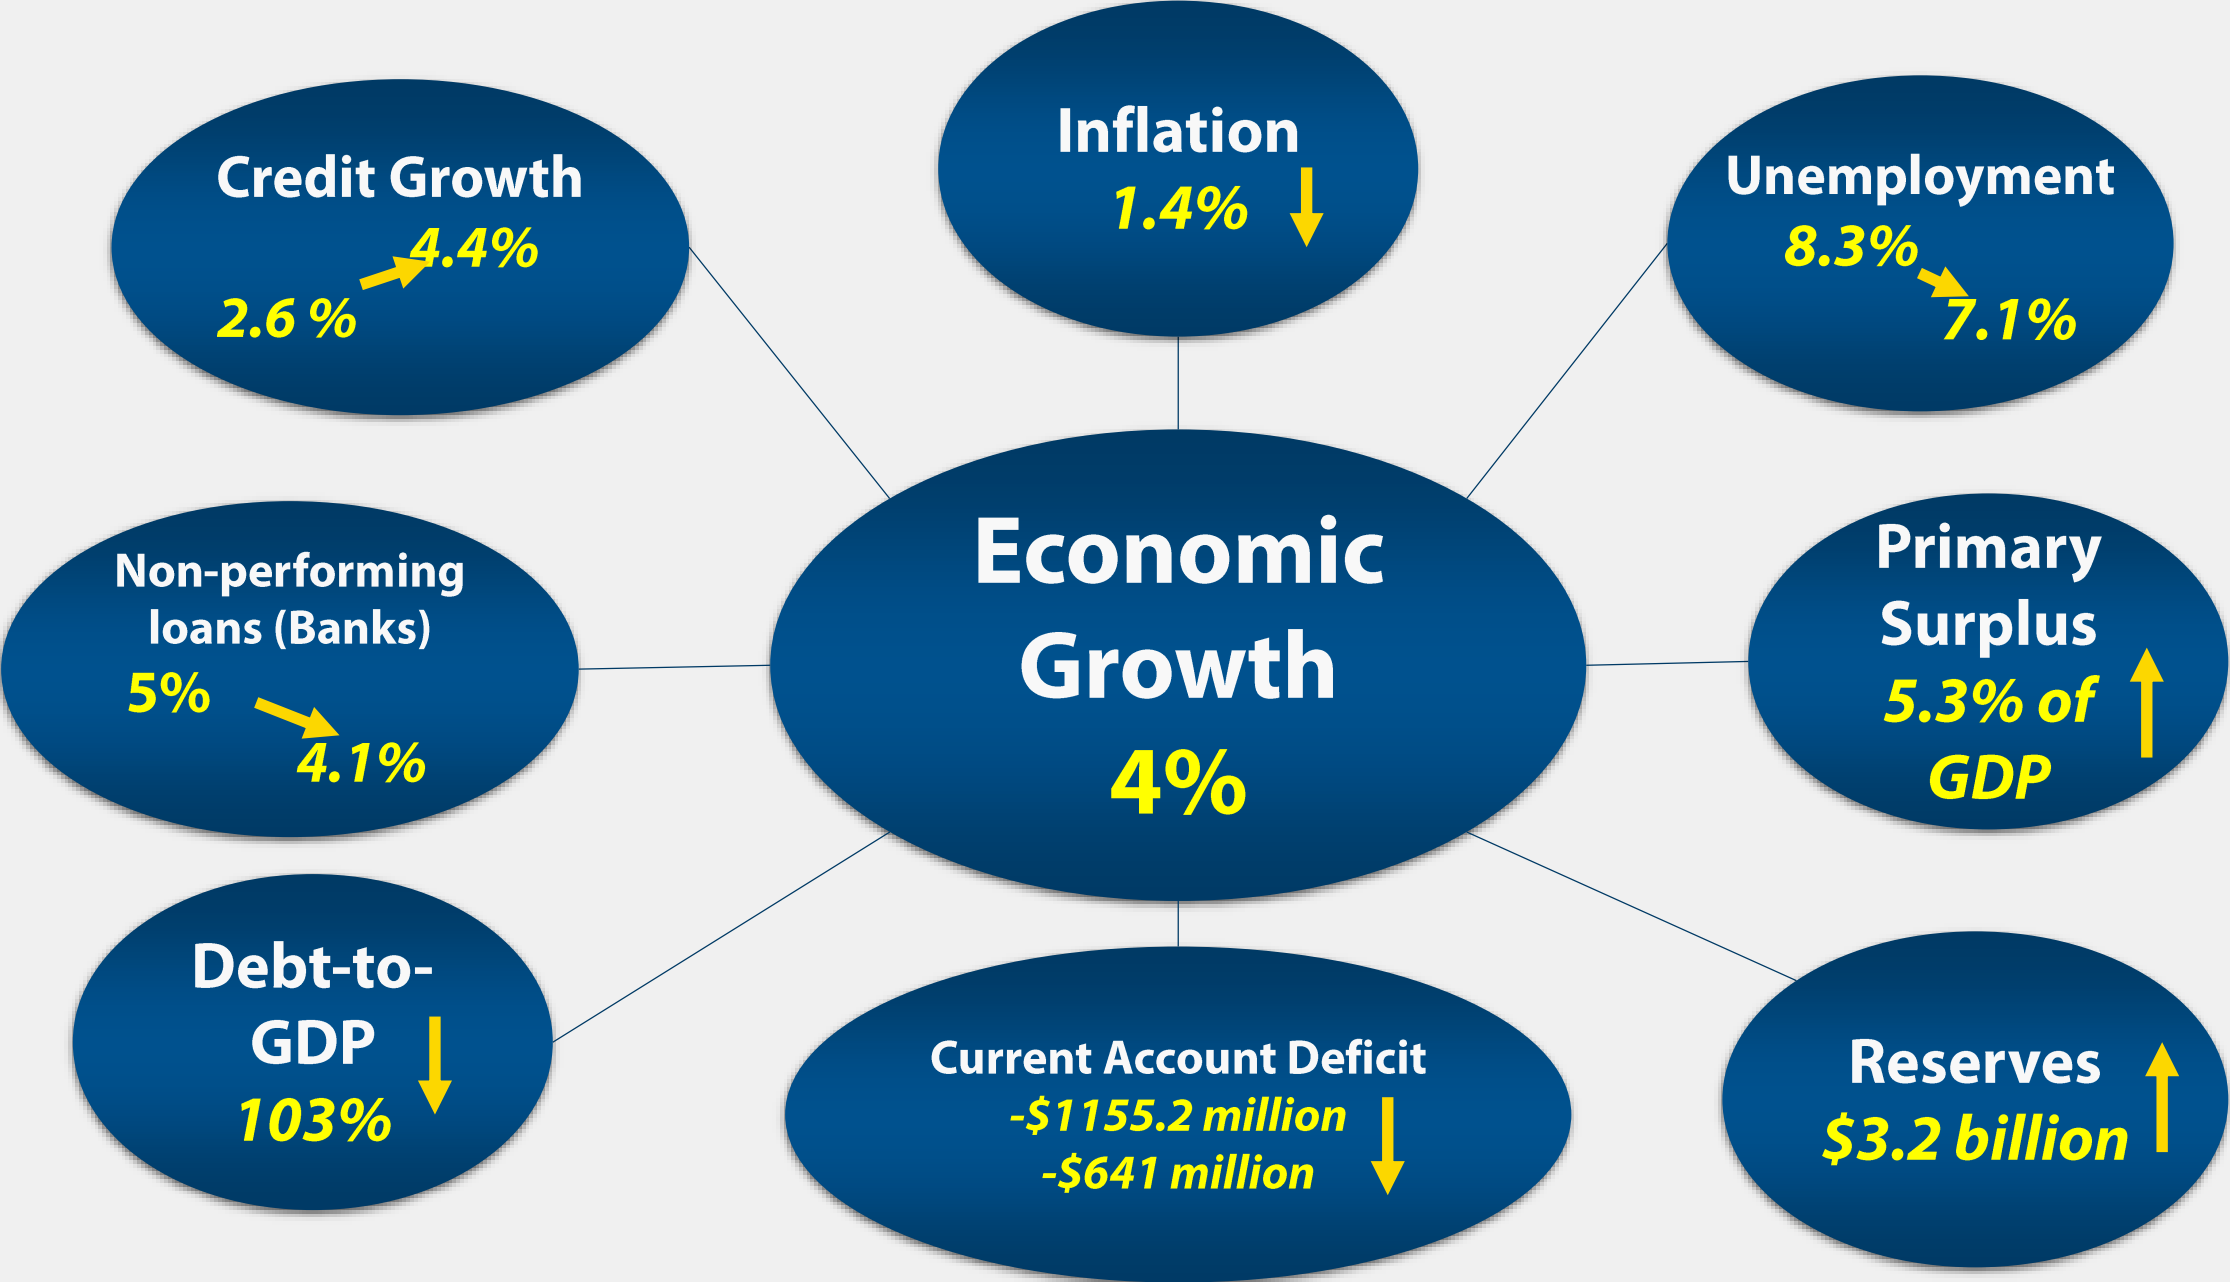 Inflation
1.4%
Credit Growth
4.4%
2.6 %
Unemployment
8.3%
7.1%
Non-performing
loans (Banks)
5%
4.1%
Economic
Growth
4%
Primary
Surplus
5.3% of
GDP
Debt-to-
GDP
103%
Current Account Deficit
-$1155.2 million
-$641 million
Reserves
$3.2 billion